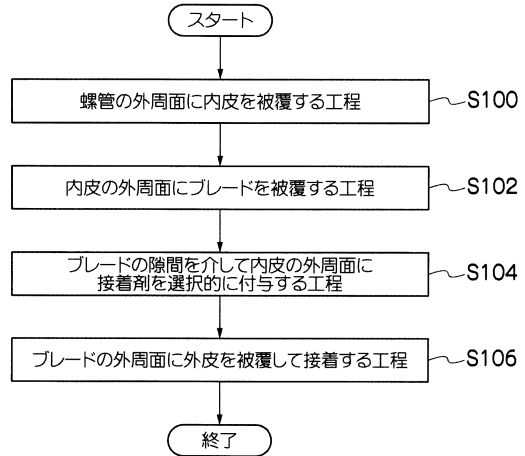 スタート
螺管の外周面に内皮を被覆する工程
S100
内皮の外周面にブレードを被覆する工程
S102
ブレードの隙間を介して内皮の外周面に
接着剤を選択的に付与する工程
S104
ブレードの外周面に外皮を被覆して接着する工程
S106
終了